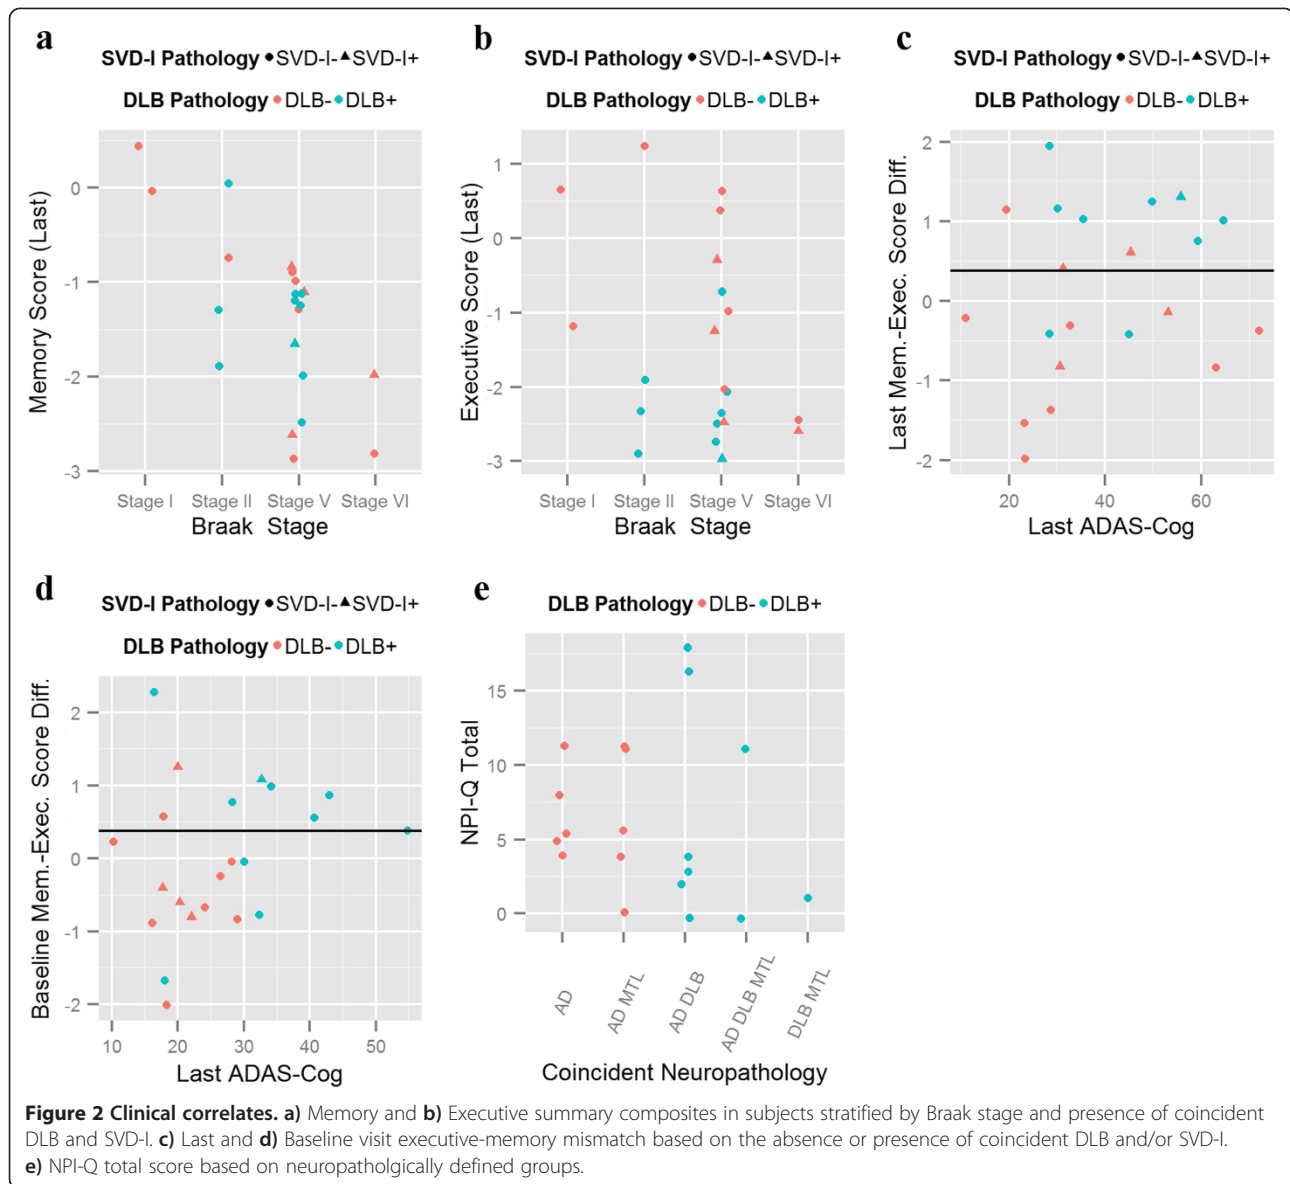 a
SVD-I Pathology ●SVD-I-▲SVD-I+
DLB Pathology ●DLB- ●DLB+
Memory Score (Last)
0
-1
-2
-3
Stage I Stage II Stage V Stage VI
Braak Stage
b
SVD-I Pathology ●SVD-I-▲SVD-I+
DLB Pathology ●DLB- ●DLB+
Executive Score (Last)
1
0
-1
-2
-3
Stage I Stage II Stage V Stage VI
Braak Stage
c
SVD-I Pathology ●SVD-I-▲SVD-I+
DLB Pathology ●DLB- ●DLB+
Last Mem.-Exec. Score Diff.
2
1
0
-1
-2
20 40 60
Last ADAS-Cog
d
SVD-I Pathology ●SVD-I-▲SVD-I+
DLB Pathology ●DLB- ●DLB+
Baseline Mem.-Exec. Score Diff.
2
1
0
-1
-2
10 20 30 40 50
Last ADAS-Cog
e
DLB Pathology ●DLB- ●DLB+
NPI-Q Total
15
10
5
0
AD AD MTL AD DLB AD DLB MTL DLB MTL
Coincident Neuropathology
Figure 2 Clinical correlates. a) Memory and b) Executive summary composites in subjects stratified by Braak stage and presence of coincident
DLB and SVD-I. c) Last and d) Baseline visit executive-memory mismatch based on the absence or presence of coincident DLB and/or SVD-I.
e) NPI-Q total score based on neuropatholgically defined groups.